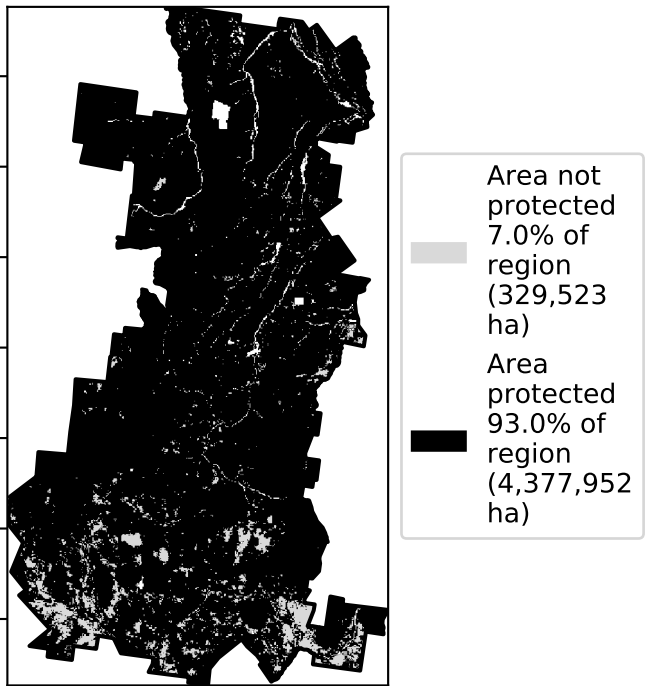 Area not
protected
7.0% of
region
(329,523
ha)
Area
protected
93.0% of
region
(4,377,952
ha)